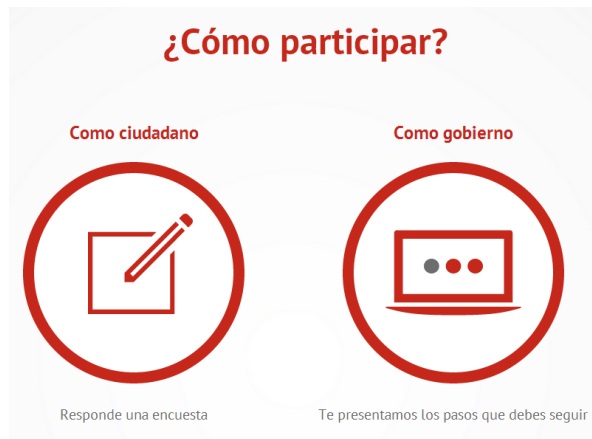 ¿Cómo participar?
Como ciudadano
Como gobierno
Responde una encuesta
Te presentamos los pasos que debes seguir